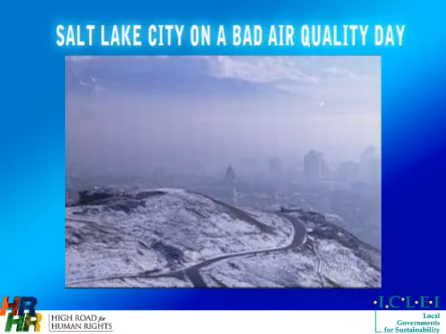 SALT LAKE CITY ON A BAD AIR QUALITY DAY
HR
HR
HIGH ROAD for
HUMAN RIGHTS
I.C.L.E.I
Local
Governments
for Sustainability